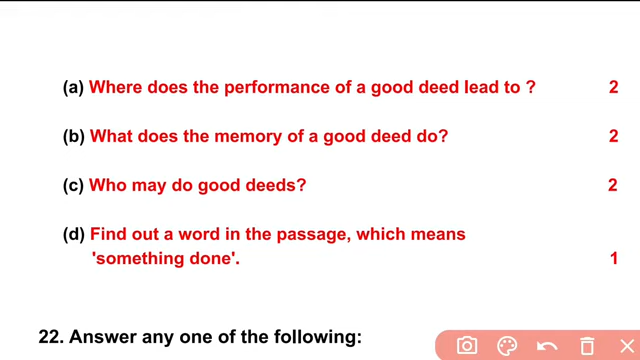 (a) Where does the performance of a good deed lead to ? 2
(b) What does the memory of a good deed do? 2
(c) Who may do good deeds? 2
(d) Find out a word in the passage, which means
'something done'. 1
22. Answer any one of the following: